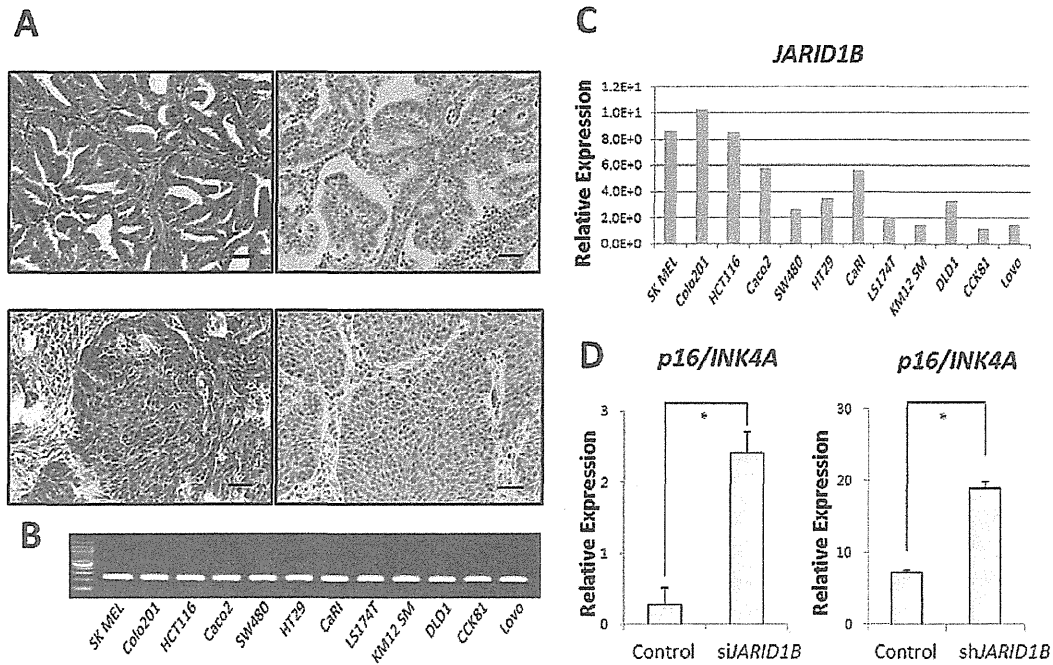 A
B
SK MEL
Colo201
HCT116
Caco2
SW480
HT29
CaRI
LS174T
KM12 SM
DLD1
CCK81
Lovo
C
JARID1B
Relative Expression
1.2E+1
1.0E+1
8.0E+0
6.0E+0
4.0E+0
2.0E+0
0.0E+0
SK MEL
Colo201
HCT116
Caco2
SW480
HT29
CaRI
LS174T
KM12 SM
DLD1
CCK81
Lovo
D
p16/INK4A
Relative Expression
3
2
1
0
*
Control
siJARID1B
p16/INK4A
Relative Expression
30
20
10
0
*
Control
shJARID1B